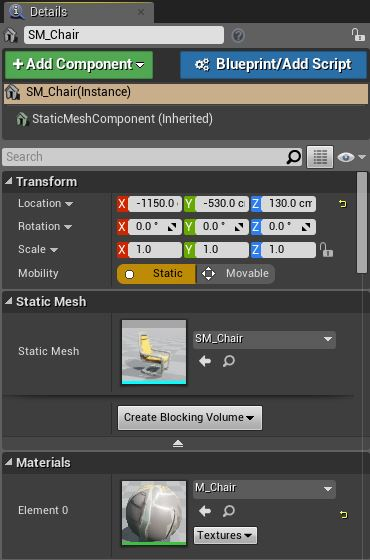 Details
SM_Chair
+ Add Component
Blueprint/Add Script
SM_Chair(Instance)
StaticMeshComponent (Inherited)
Search
Transform
Location X -1150.0 Y -530.0 c Z 130.0 cm
Rotation X 0.0 ° Y 0.0 ° Z 0.0 °
Scale X 1.0 Y 1.0 Z 1.0
Mobility Static Movable
Static Mesh
Static Mesh SM_Chair
Create Blocking Volume
Materials
Element 0 M_Chair
Textures